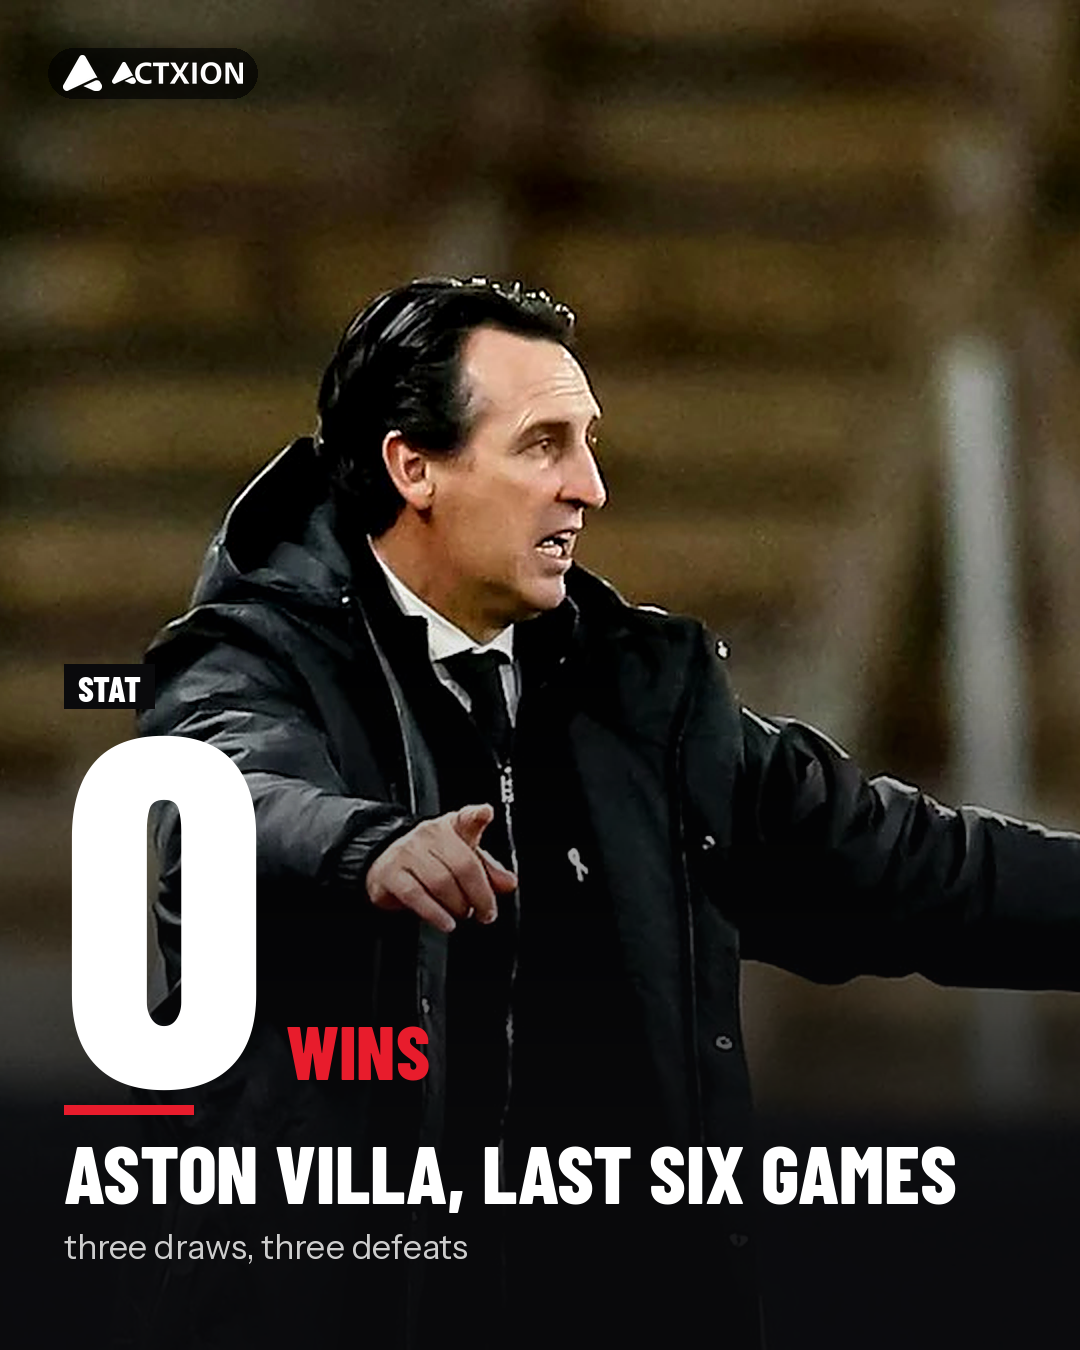 ACTXION
STAT
0 WINS
ASTON VILLA, LAST SIX GAMES
three draws, three defeats